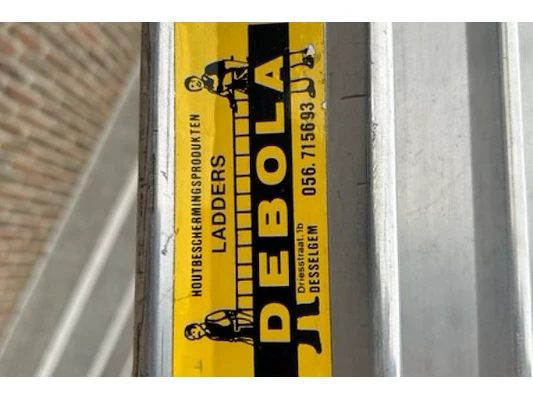 HOUTBESCHERMINGSPRODUKTEN
LADDERS
DEBOLA
Driesstraat. 1b
DESSELGEM 056. 715693